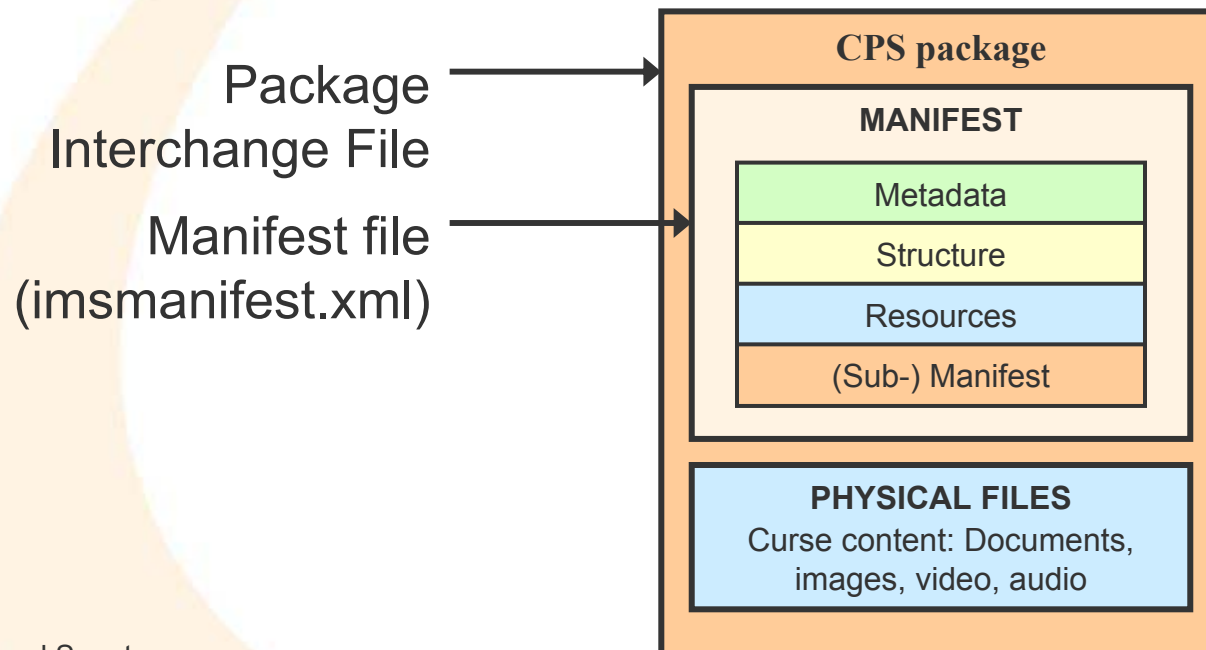 Package
Interchange File
Manifest file
(imsmanifest.xml)
CPS package
MANIFEST
Metadata
Structure
Resources
(Sub-) Manifest
PHYSICAL FILES
Curse content: Documents,
images, video, audio